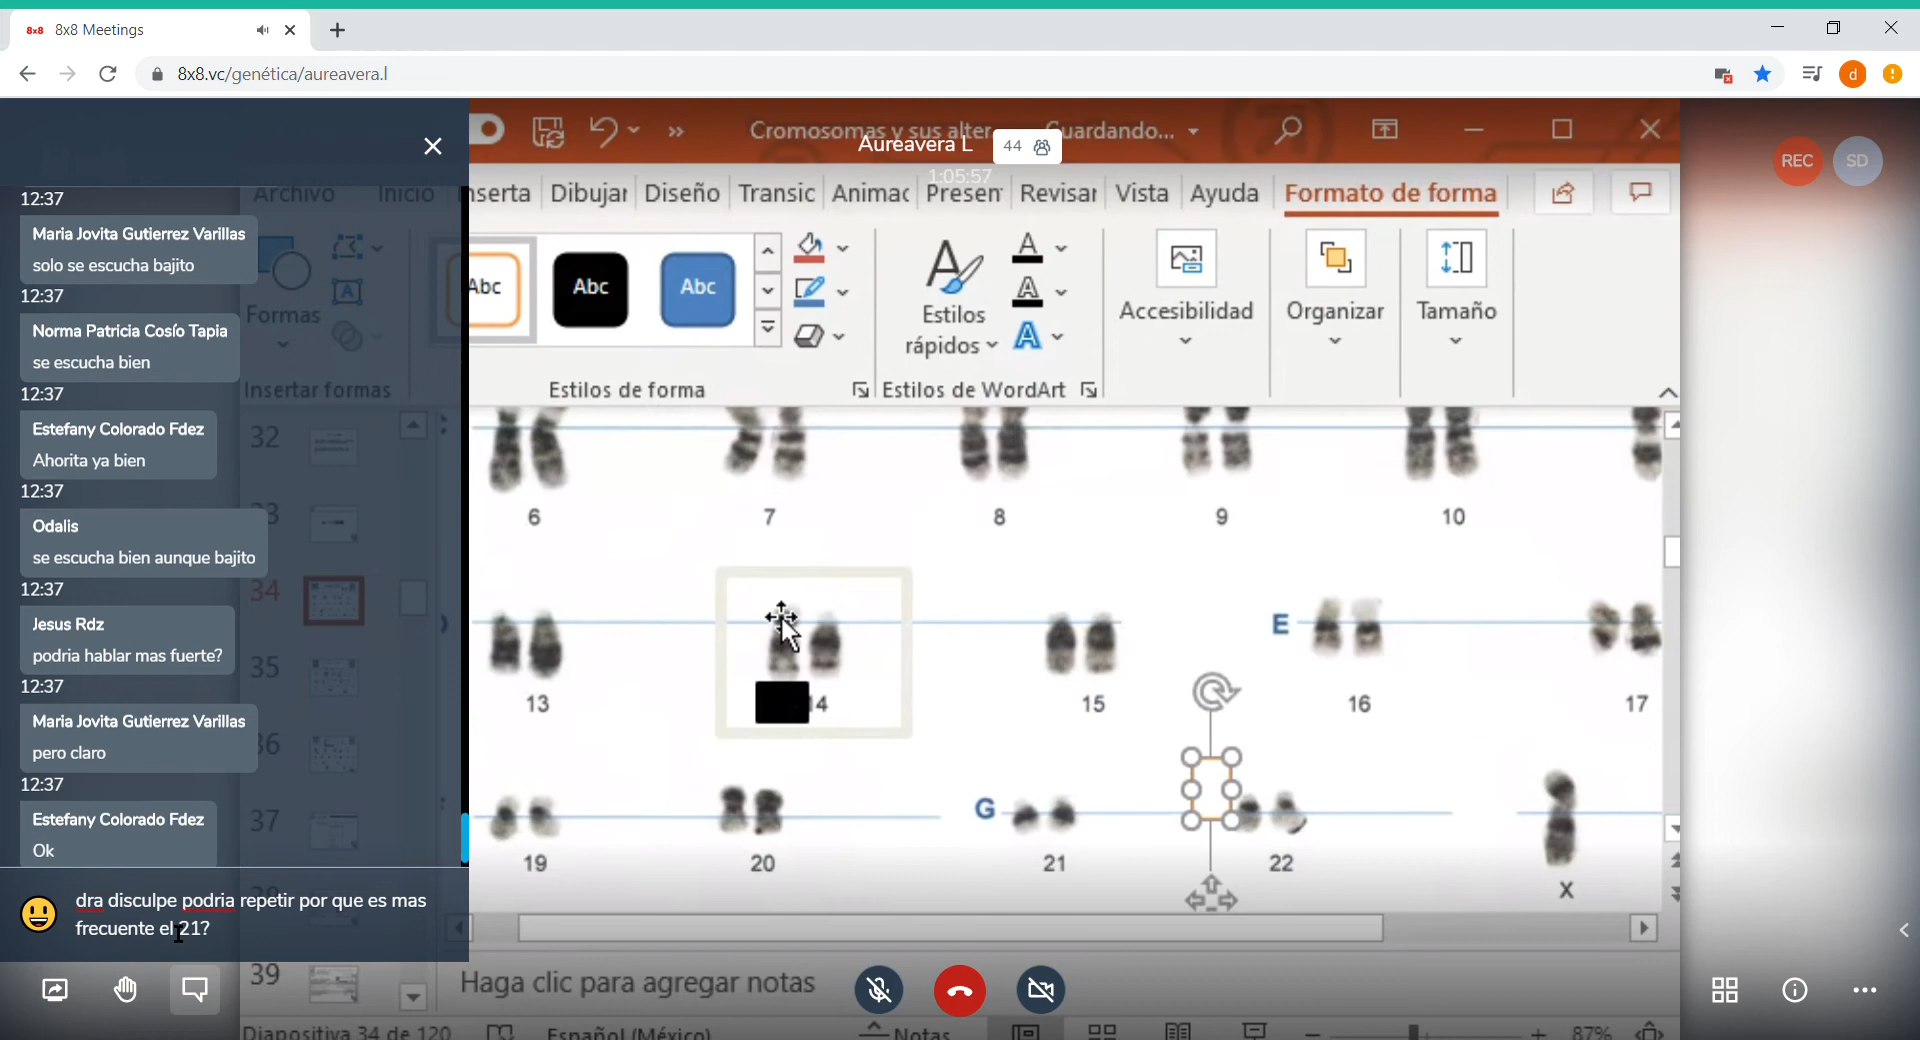 8x8 8x8 Meetings
8x8.vc/genética/aureavera.l
d
Cromosomas y sus alter
Guardando...
Aureavera L
44
1:05:57
REC
SD
Archivo Inicio nserta Dibujar Diseño Transic Animac Present Revisar Vista Ayuda Formato de forma
12:37
Maria Jovita Gutierrez Varillas
solo se escucha bajito
12:37
Norma Patricia Cosío Tapia
se escucha bien
12:37
Estefany Colorado Fdez
Ahorita ya bien
12:37
Odalis
se escucha bien aunque bajito
12:37
Jesus Rdz
podria hablar mas fuerte?
12:37
Maria Jovita Gutierrez Varillas
pero claro
12:37
Estefany Colorado Fdez
Ok
dra disculpe podria repetir por que es mas
frecuente el 21?
Formas
Insertar formas
Abc
Abc
Abc
Estilos de forma
Estilos
rápidos
Estilos de WordArt
Accesibilidad
Organizar
Tamaño
32
33
34
35
36
37
38
39
6 7 8 9 10
E
13 14 15 16 17
G
19 20 21 22 X
Haga clic para agregar notas
Diapositiva 34 de 120
Español (México)
Notas
87%